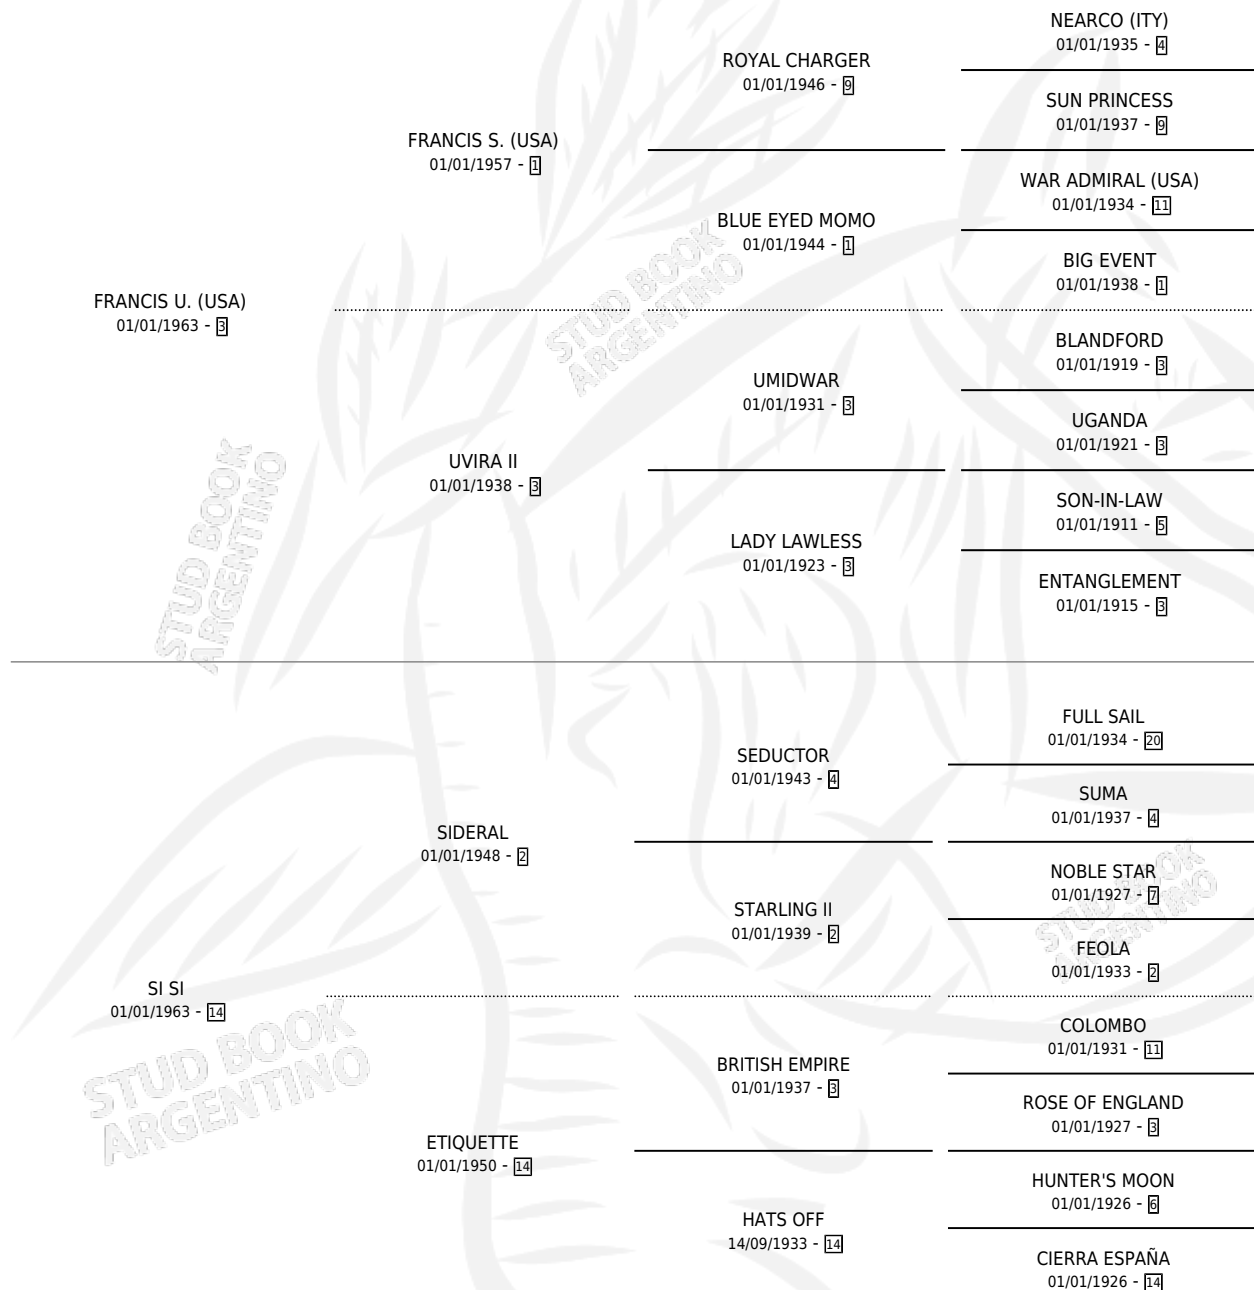 NEARCO (ITY)
01/01/1935 - 4
ROYAL CHARGER
01/01/1946 - 9
SUN PRINCESS
01/01/1937 - 9
FRANCIS S. (USA)
01/01/1957 - 1
WAR ADMIRAL (USA)
01/01/1934 - 11
BLUE EYED MOMO
01/01/1944 - 1
BIG EVENT
01/01/1938 - 1
FRANCIS U. (USA)
01/01/1963 - 3
STUD BOOK
ARGENTINO
BLANDFORD
01/01/1919 - 3
UMIDWAR
01/01/1931 - 3
UGANDA
01/01/1921 - 3
UVIRA II
01/01/1938 - 3
SON-IN-LAW
01/01/1911 - 5
LADY LAWLESS
01/01/1923 - 3
ENTANGLEMENT
01/01/1915 - 3
STUD BOOK
ARGENTINO
FULL SAIL
01/01/1934 - 20
SEDUCTOR
01/01/1943 - 4
SUMA
01/01/1937 - 4
SIDERAL
01/01/1948 - 2
NOBLE STAR
01/01/1927 - 7
STARLING II
01/01/1939 - 2
FEOLA
01/01/1933 - 2
STUD BOOK
ARGENTINO
SI SI
01/01/1963 - 14
COLOMBO
01/01/1931 - 11
BRITISH EMPIRE
01/01/1937 - 3
ROSE OF ENGLAND
01/01/1927 - 3
STUD BOOK
ARGENTINO
ETIQUETTE
01/01/1950 - 14
HUNTER'S MOON
01/01/1926 - 6
HATS OFF
14/09/1933 - 14
CIERRA ESPAÑA
01/01/1926 - 14